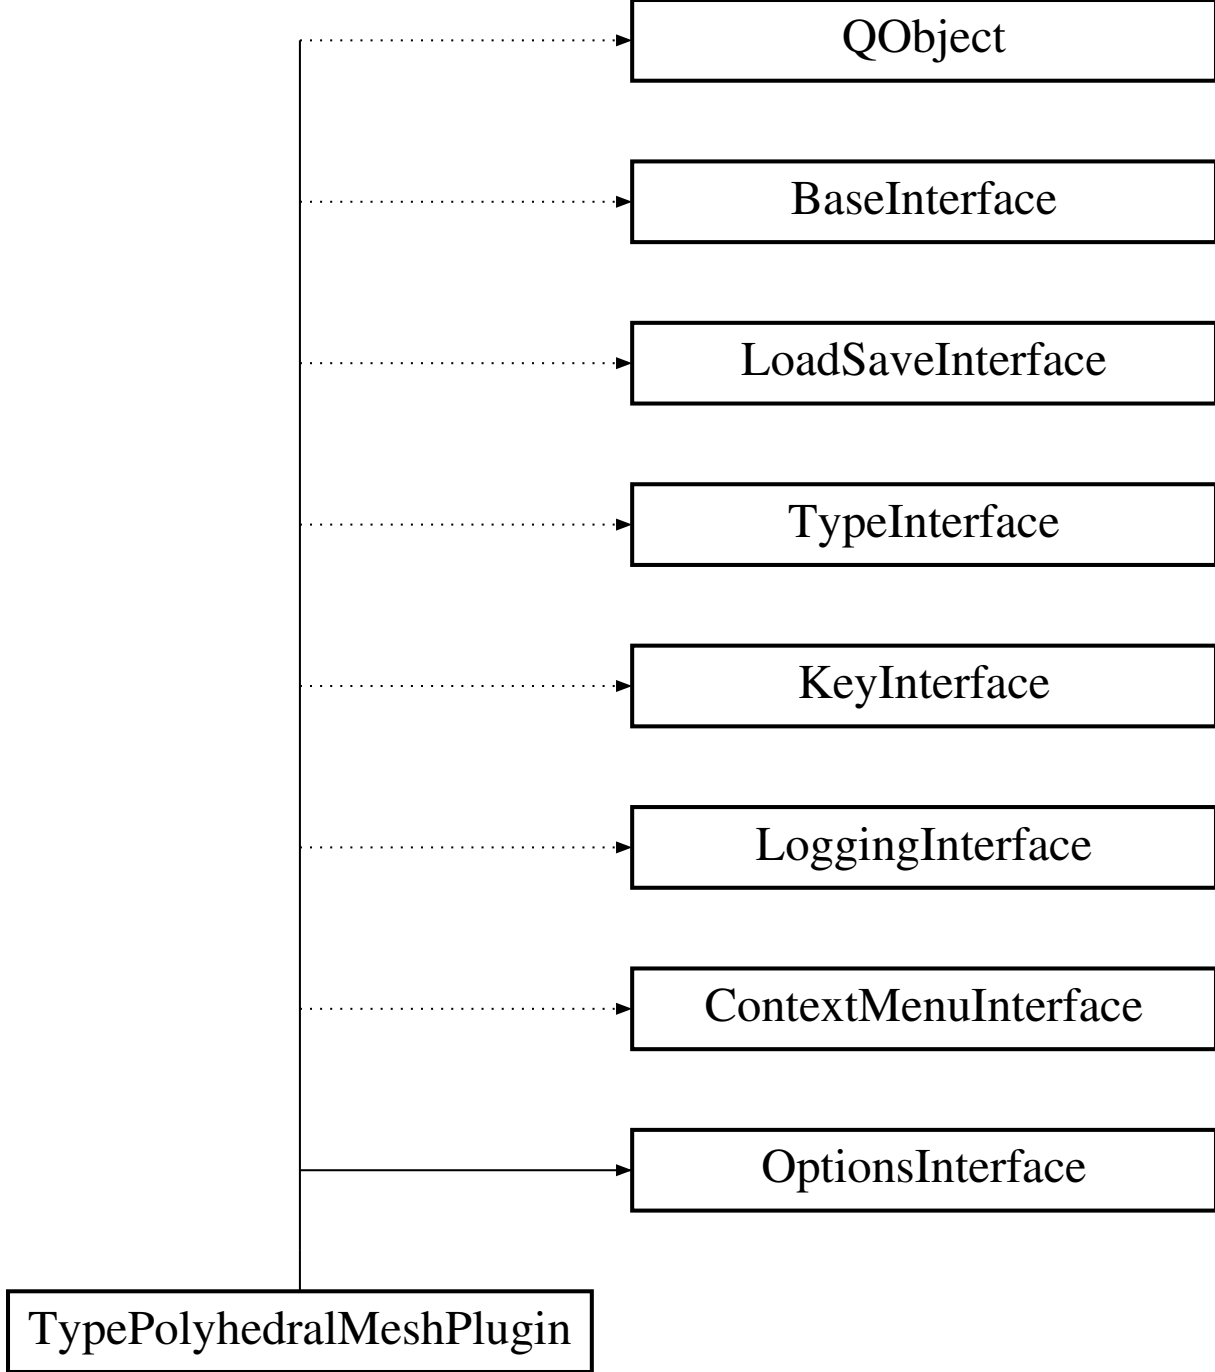 QObject
BaseInterface
LoadSaveInterface
TypeInterface
KeyInterface
LoggingInterface
ContextMenuInterface
OptionsInterface
TypePolyhedralMeshPlugin